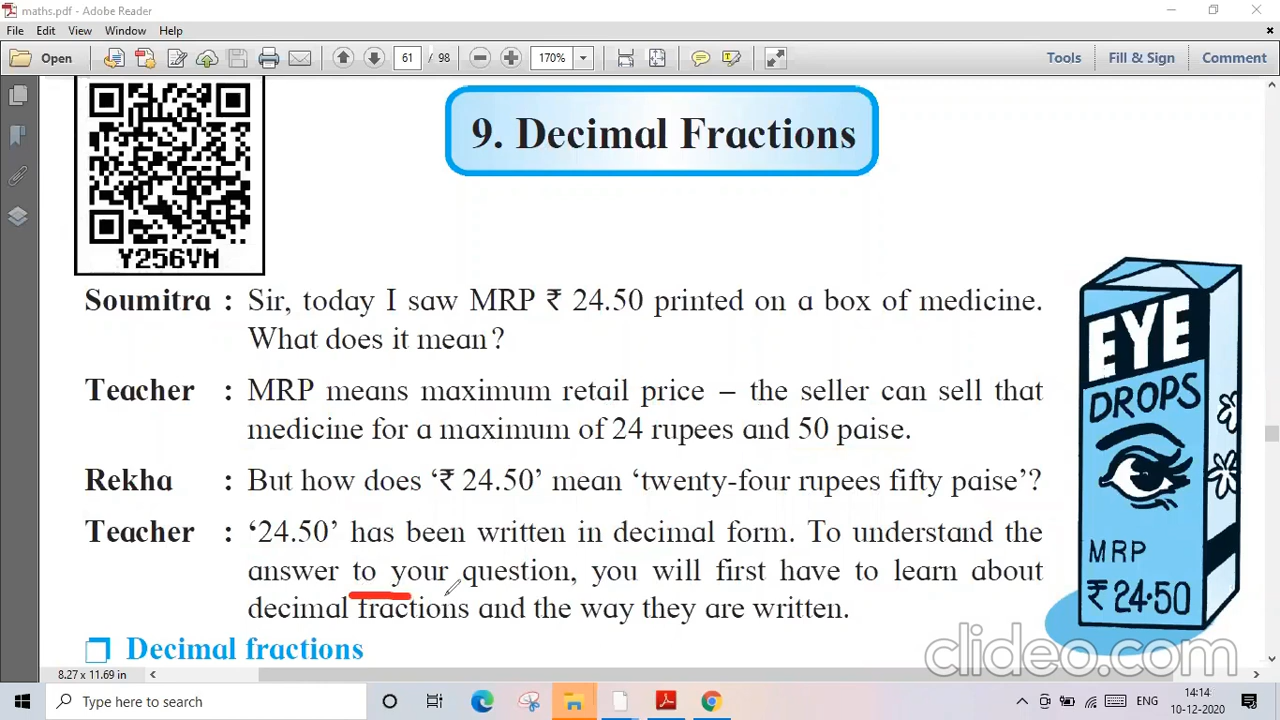 maths.pdf - Adobe Reader
File Edit View Window Help
Open 61 / 98 170% Tools Fill & Sign Comment
Y256VM
9. Decimal Fractions
Soumitra : Sir, today I saw MRP ₹ 24.50 printed on a box of medicine.
What does it mean?
Teacher : MRP means maximum retail price – the seller can sell that
medicine for a maximum of 24 rupees and 50 paise.
Rekha : But how does ‘₹ 24.50’ mean ‘twenty-four rupees fifty paise’?
Teacher : ‘24.50’ has been written in decimal form. To understand the
answer to your question, you will first have to learn about
decimal fractions and the way they are written.
Decimal fractions
EYE
DROPS
MRP
₹ 24.50
clideo.com
8.27 x 11.69 in
Type here to search
ENG
14:14
10-12-2020